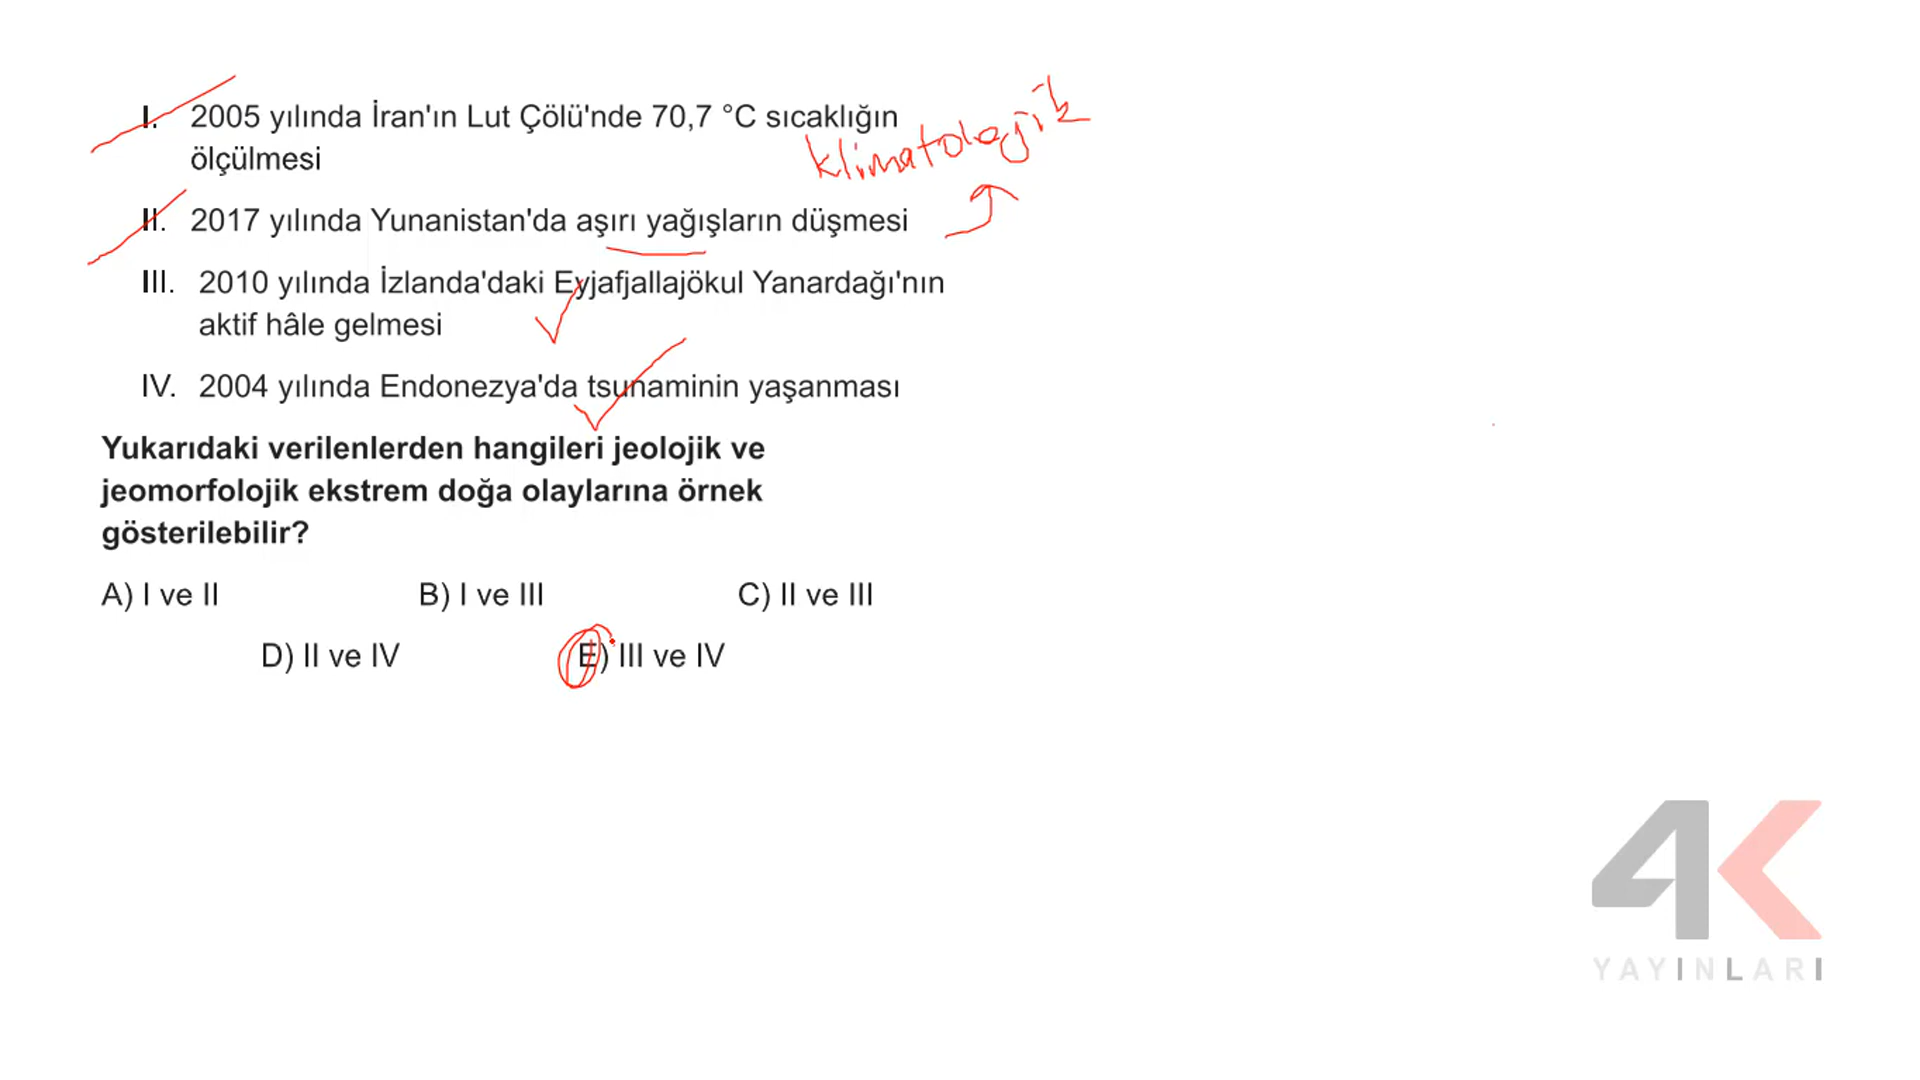 I. 2005 yılında İran'ın Lut Çölü'nde 70,7 °C sıcaklığın
ölçülmesi
klimatolojik
II. 2017 yılında Yunanistan'da aşırı yağışların düşmesi
III. 2010 yılında İzlanda'daki Eyjafjallajökul Yanardağı'nın
aktif hâle gelmesi
IV. 2004 yılında Endonezya'da tsunaminin yaşanması
Yukarıdaki verilenlerden hangileri jeolojik ve
jeomorfolojik ekstrem doğa olaylarına örnek
gösterilebilir?
A) I ve II B) I ve III C) II ve III
D) II ve IV E) III ve IV
4K
YAYINLARI